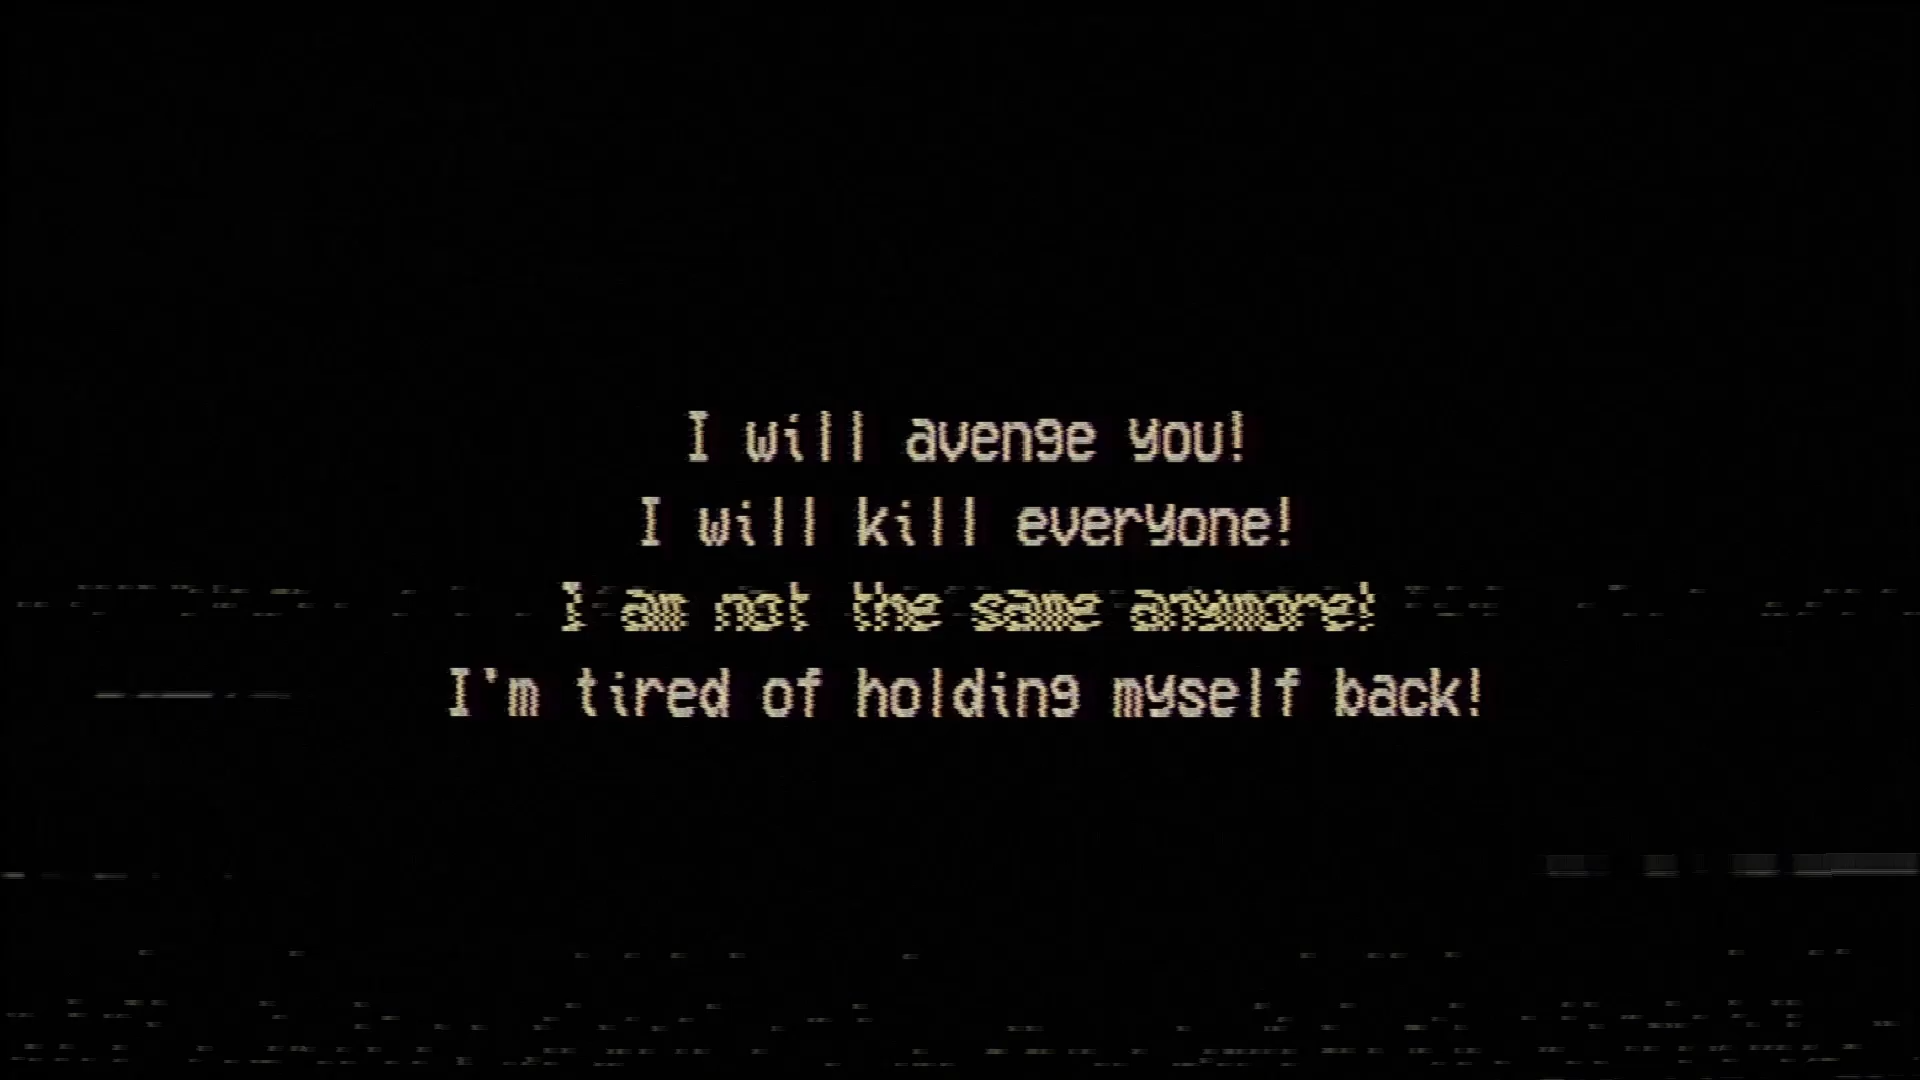 I will avenge you!
I will kill everyone!
I am not the same anymore!
I'm tired of holding myself back!